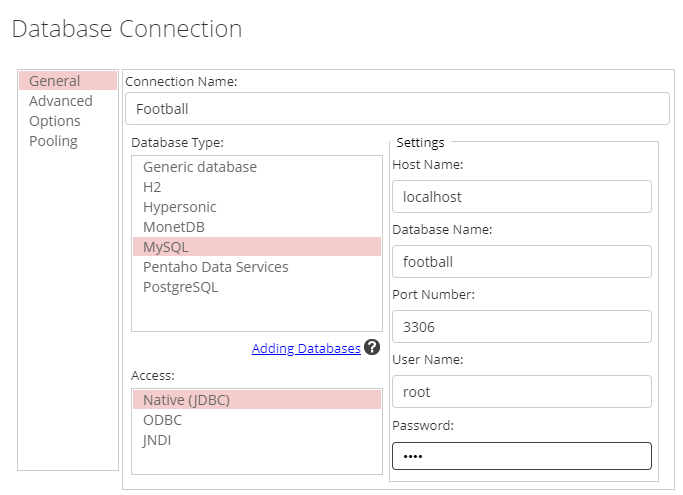 Database Connection
General
Advanced
Options
Pooling
Connection Name:
Football
Database Type:
Generic database
H2
Hypersonic
MonetDB
MySQL
Pentaho Data Services
PostgreSQL
Adding Databases ?
Access:
Native (JDBC)
ODBC
JNDI
Settings
Host Name:
localhost
Database Name:
football
Port Number:
3306
User Name:
root
Password:
••••